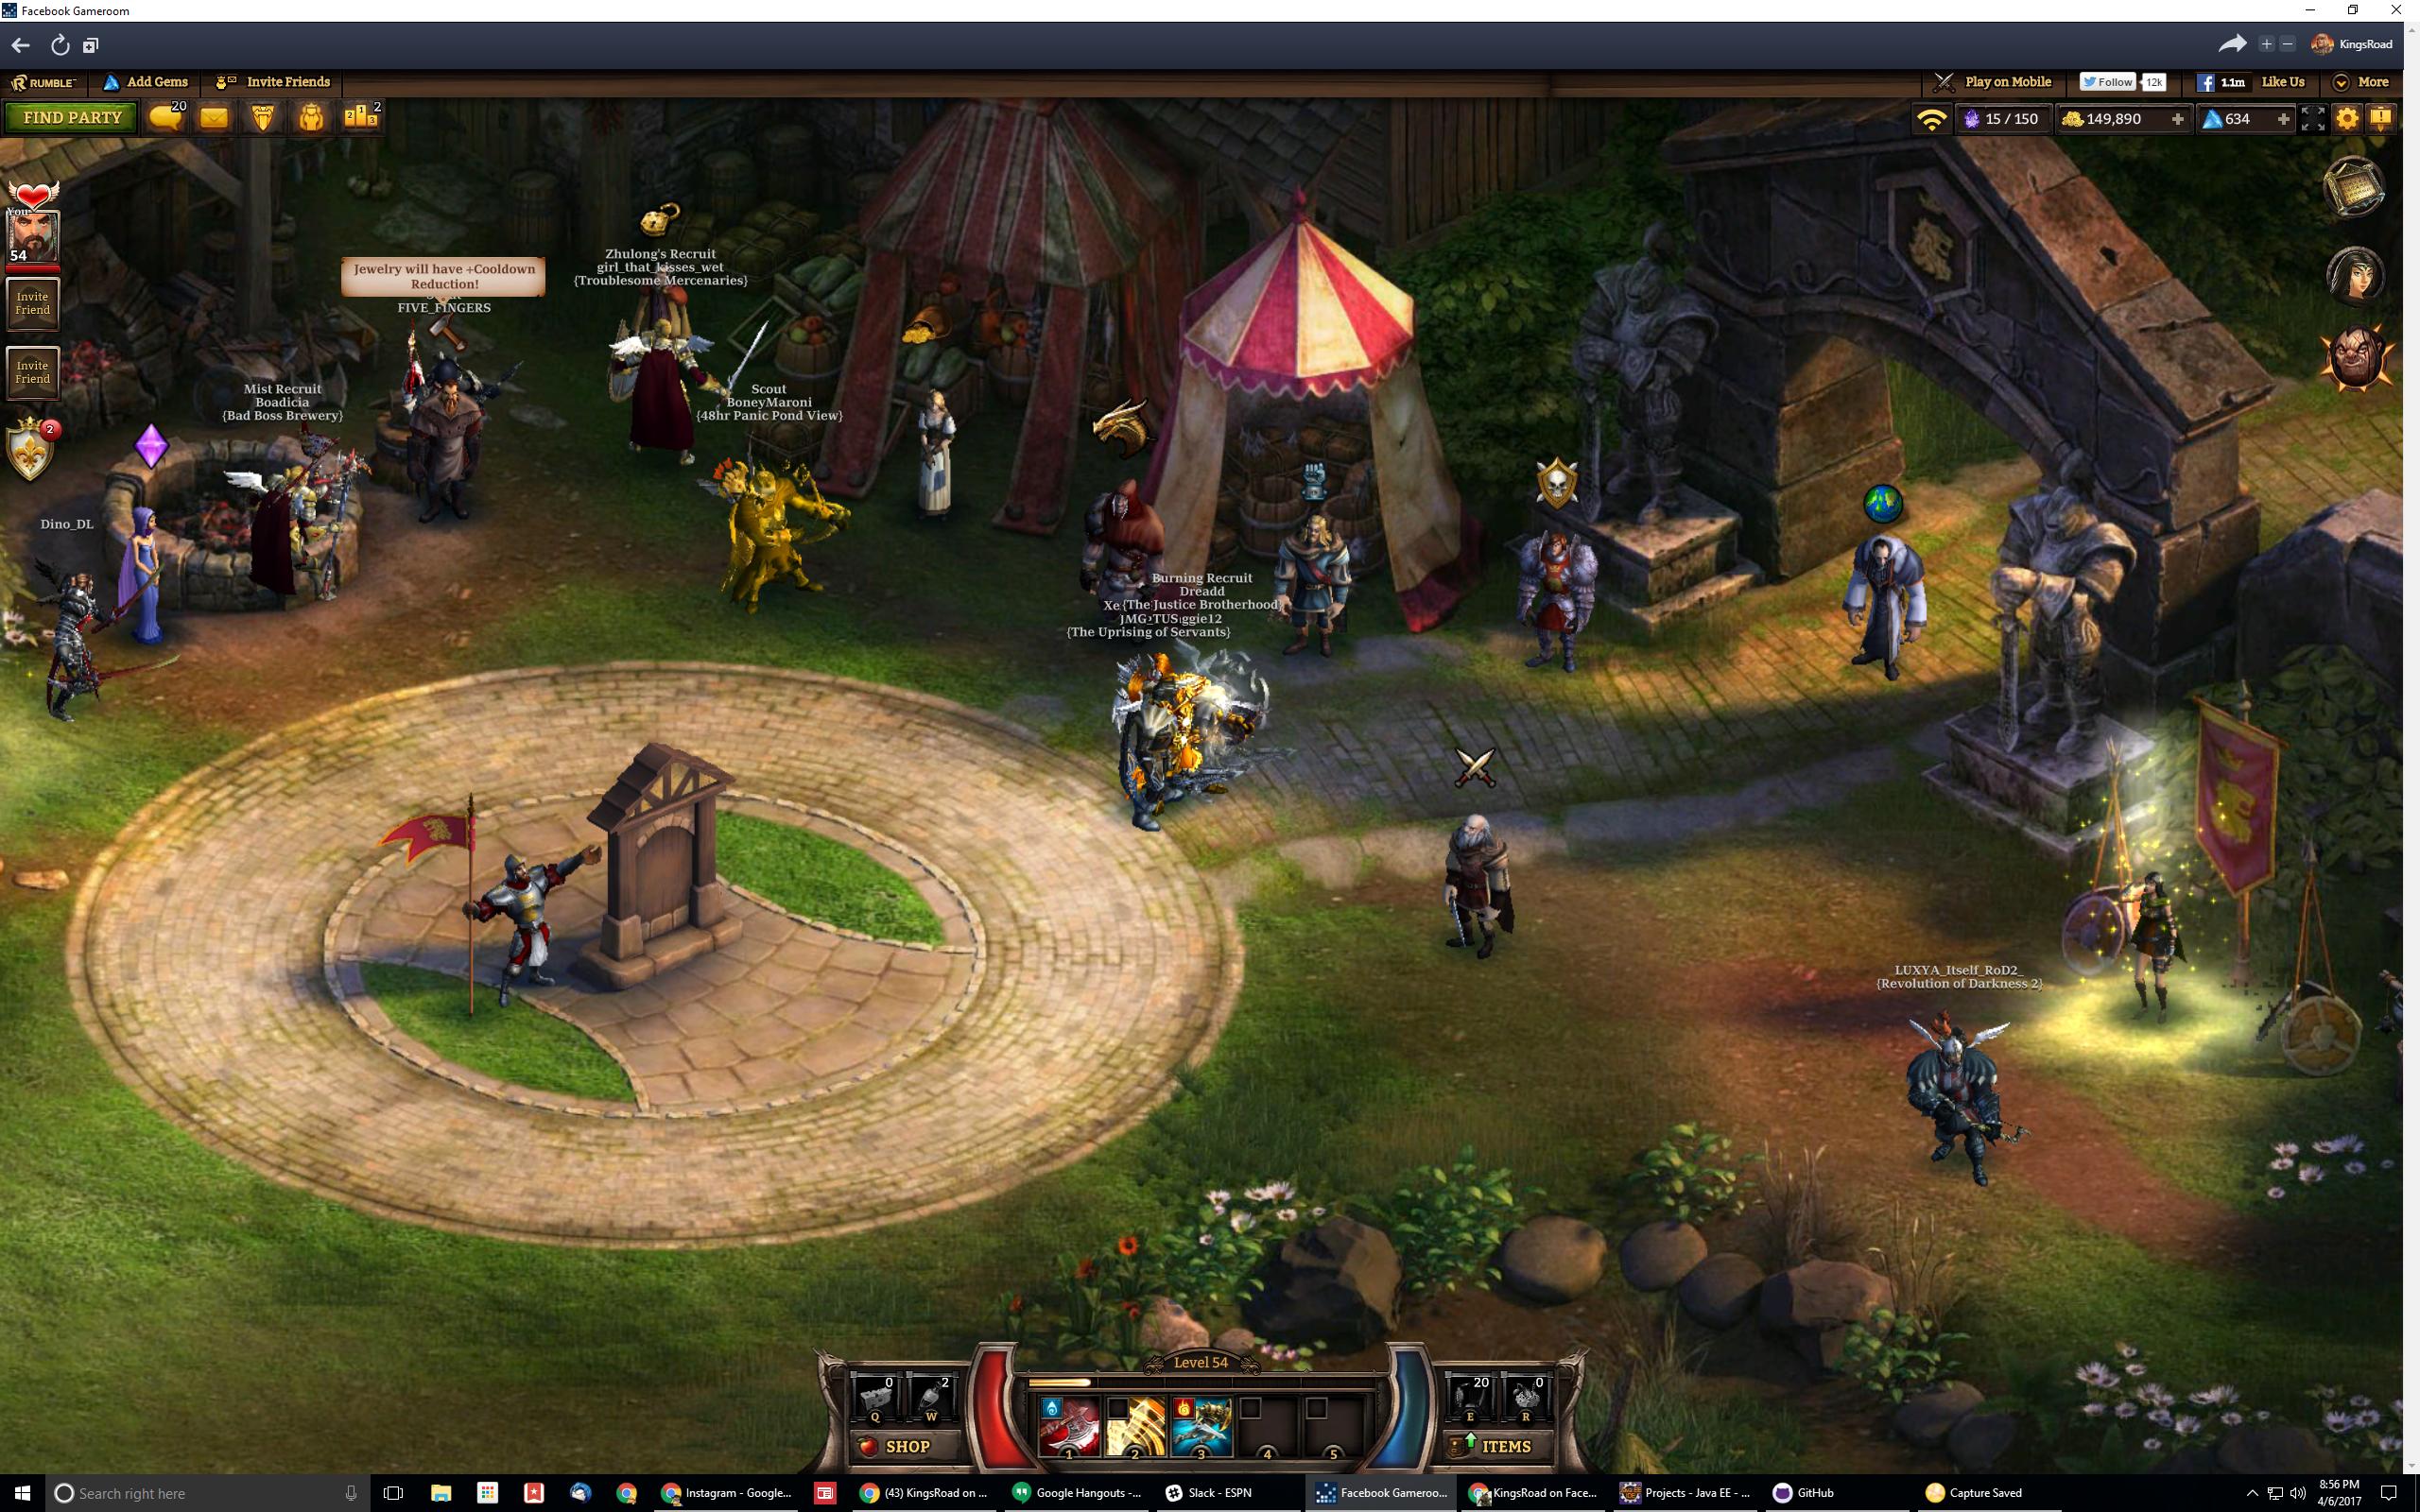 Facebook Gameroom
KingsRoad
RUMBLE
Add Gems
Invite Friends
Play on Mobile
Follow
12k
1.1m
Like Us
More
FIND PARTY
20
2
15 / 150
149,890
634
You
54
Invite
Friend
Invite
Friend
2
Jewelry will have +Cooldown
Reduction!
FIVE_FINGERS
Zhulong's Recruit
girl_that_kisses_wet
{Troublesome Mercenaries}
Mist Recruit
Boadicia
{Bad Boss Brewery}
Scout
BoneyMaroni
{48hr Panic Pond View}
Dino_DL
Burning Recruit
Dreadd
{The Justice Brotherhood}
{The Uprising of Servants}
LUXYA_Itself_RoD2_
{Revolution of Darkness 2}
Level 54
0
2
20
0
Q
W
E
R
1
2
3
4
5
SHOP
ITEMS
Search right here
Instagram - Google...
(43) KingsRoad on ...
Google Hangouts -...
Slack - ESPN
Facebook Gameroo...
KingsRoad on Face...
Projects - Java EE - ...
GitHub
Capture Saved
8:56 PM
4/6/2017